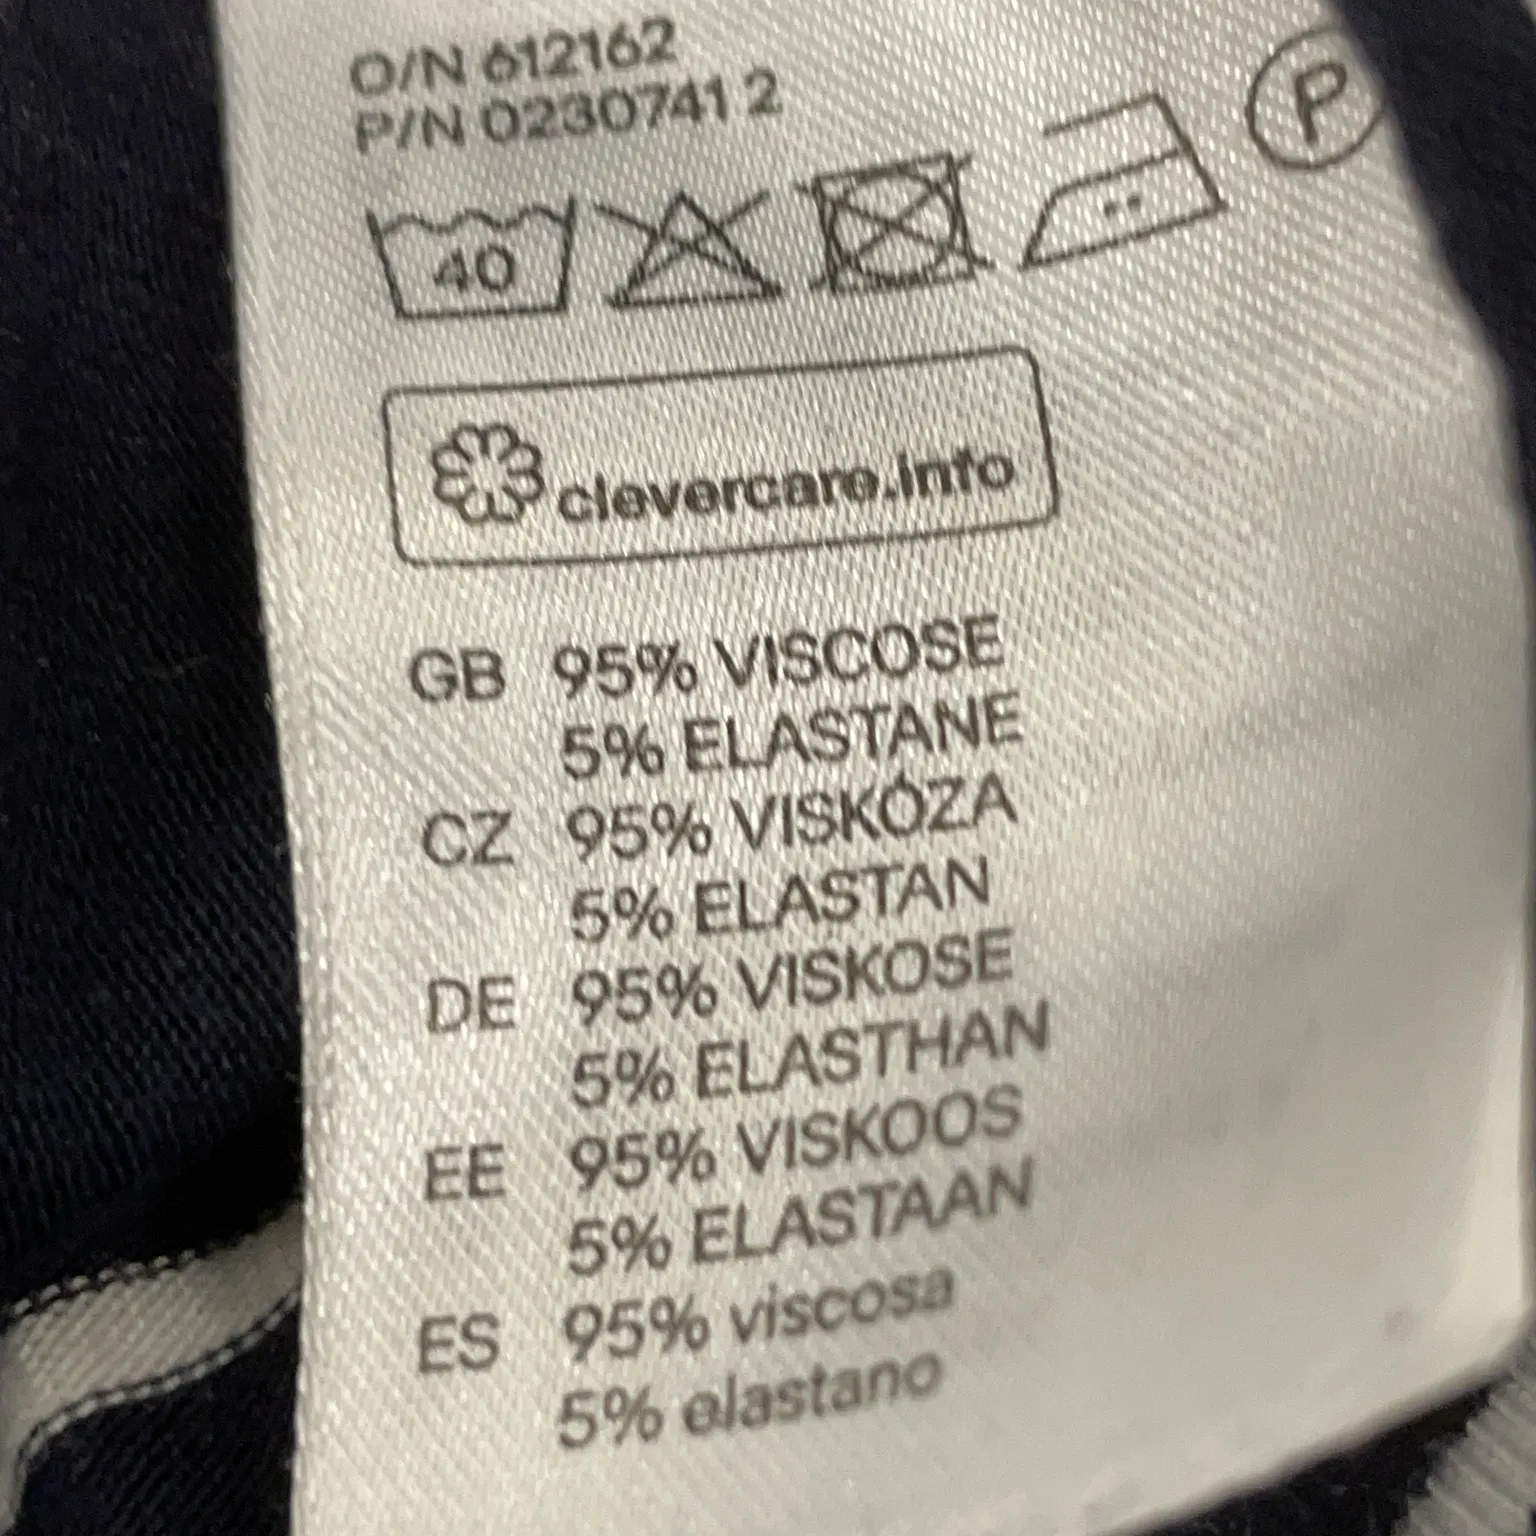 O/N 612162
P/N 0230741 2
40
P
clevercare.info
GB 95% VISCOSE
5% ELASTANE
CZ 95% VISKÓZA
5% ELASTAN
DE 95% VISKOSE
5% ELASTHAN
EE 95% VISKOOS
5% ELASTAAN
ES 95% viscosa
5% elastano